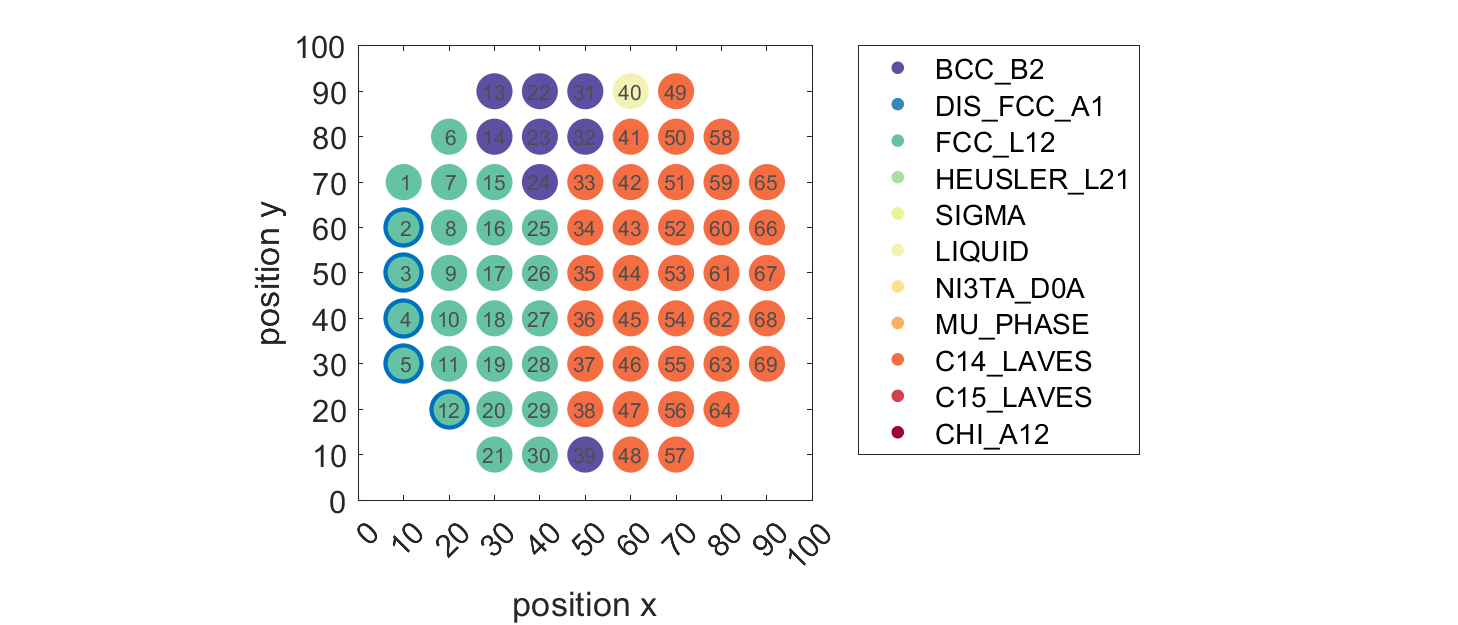 100
90
80
70
60
50
40
30
20
10
0
position y
13 22 31 40 49
6 14 23 32 41 50 58
1 7 15 24 33 42 51 59 65
2 8 16 25 34 43 52 60 66
3 9 17 26 35 44 53 61 67
4 10 18 27 36 45 54 62 68
5 11 19 28 37 46 55 63 69
12 20 29 38 47 56 64
21 30 39 48 57
0 10 20 30 40 50 60 70 80 90 100
position x
BCC_B2
DIS_FCC_A1
FCC_L12
HEUSLER_L21
SIGMA
LIQUID
NI3TA_D0A
MU_PHASE
C14_LAVES
C15_LAVES
CHI_A12